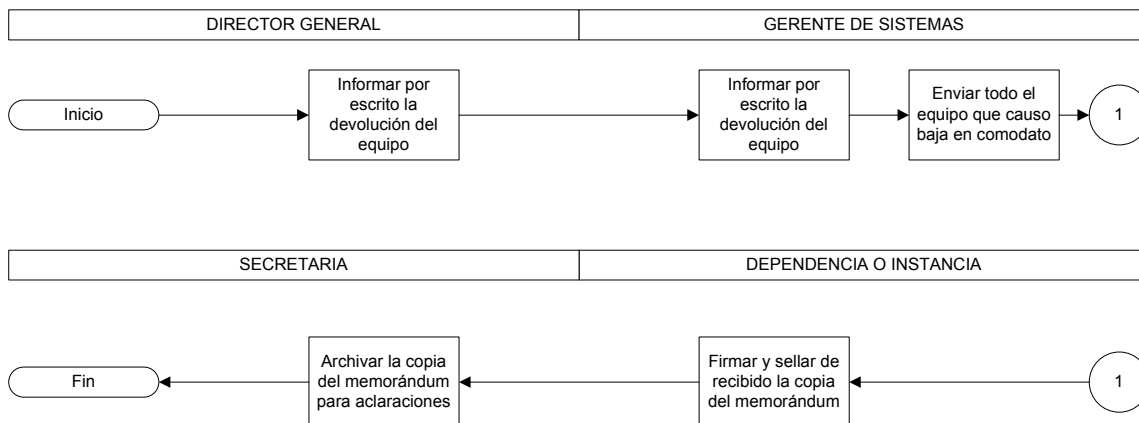 DIRECTOR GENERAL
GERENTE DE SISTEMAS
Inicio
Informar por
escrito la
devolución del
equipo
Informar por
escrito la
devolución del
equipo
Enviar todo el
equipo que causo
baja en comodato
1
SECRETARIA
DEPENDENCIA O INSTANCIA
Fin
Archivar la copia
del memorándum
para aclaraciones
Firmar y sellar de
recibido la copia
del memorándum
1